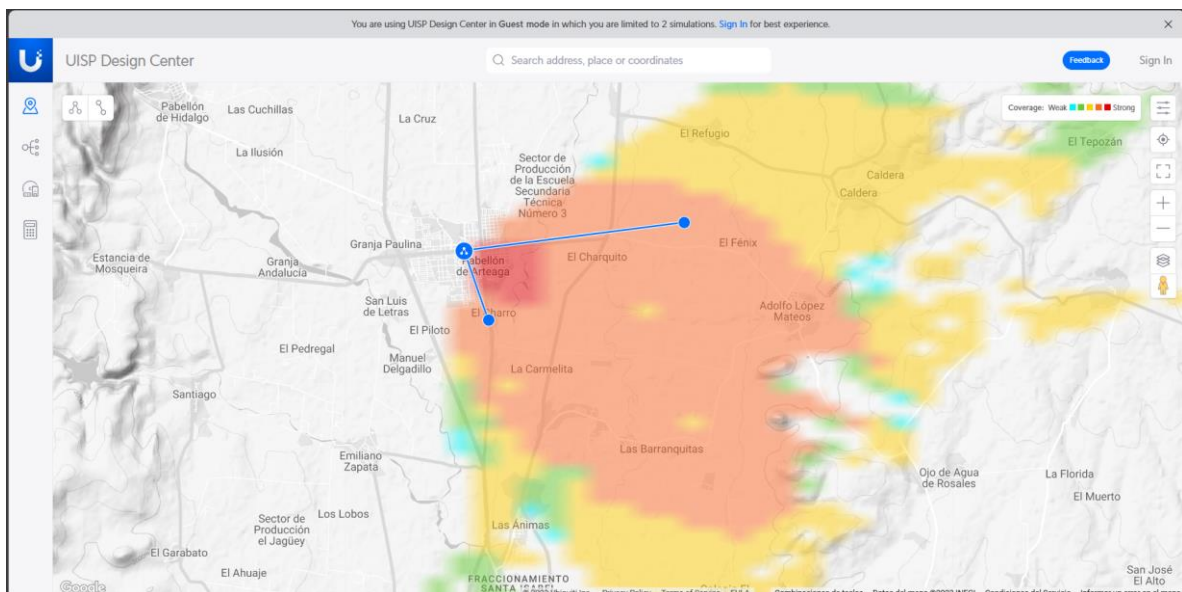 You are using UISP Design Center in Guest mode in which you are limited to 2 simulations. Sign In for best experience.
UISP Design Center
Search address, place or coordinates
Feedback
Sign In
Coverage: Weak Strong
Pabellón
de Hidalgo
Las Cuchillas
La Cruz
La Ilusión
El Refugio
El Tepozán
Sector de
Producción
de la Escuela
Secundaria
Técnica
Número 3
Caldera
Caldera
Granja Paulina
Estancia de
Mosqueira
Granja
Andalucia
Pabellón
de Arteaga
El Charquito
El Fénix
San Luis
de Letras
El Charro
Adolfo López
Mateos
El Piloto
El Pedregal
Manuel
Delgadillo
La Carmelita
Santiago
Las Barranquitas
Emiliano
Zapata
Ojo de Agua
de Rosales
La Florida
El Muerto
Sector de
Producción
el Jagüey
Los Lobos
Las Ánimas
El Garabato
El Ahuaje
FRACCIONAMIENTO
San José
El Alto
Google